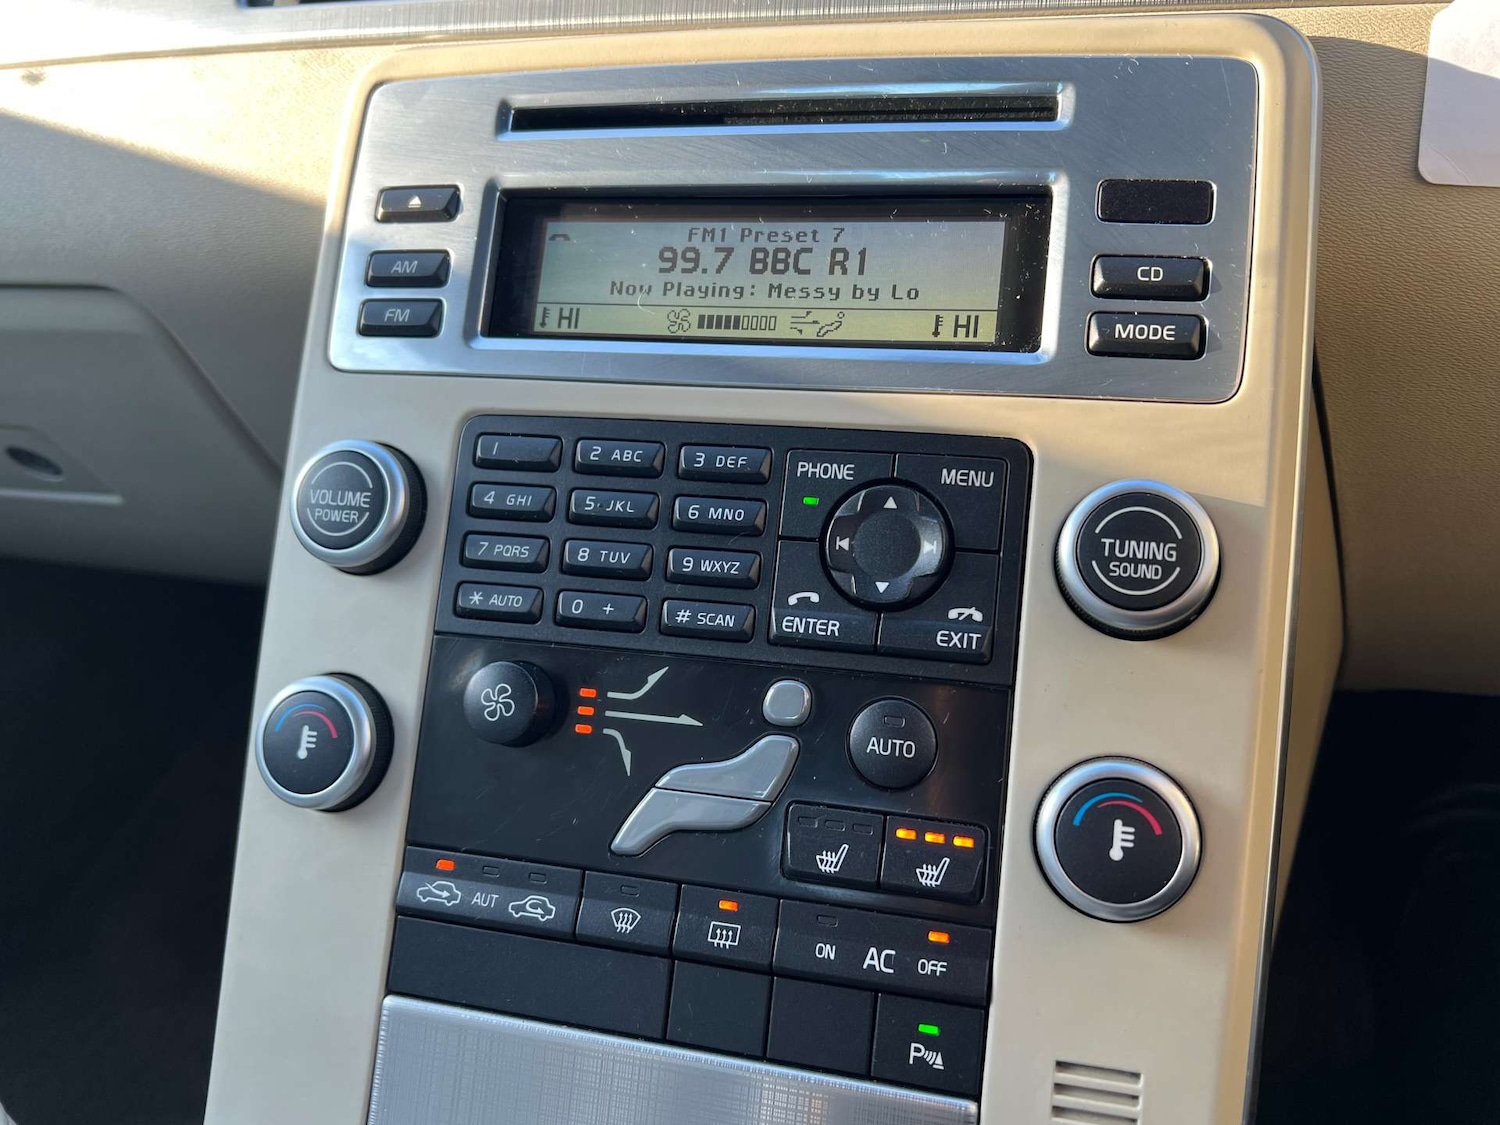 FM1 Preset 7
99.7 BBC R1
Now Playing: Messy by Lo
HI
HI
AM
FM
CD
MODE
VOLUME
POWER
1
2 ABC
3 DEF
4 GHI
5 JKL
6 MNO
7 PQRS
8 TUV
9 WXYZ
* AUTO
0 +
# SCAN
PHONE
MENU
ENTER
EXIT
TUNING
SOUND
AUTO
AUT
ON
AC
OFF
P